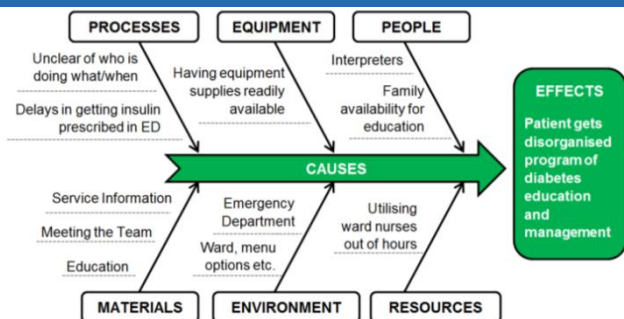 PROCESSES
EQUIPMENT
PEOPLE
Unclear of who is
doing what/when
Delays in getting insulin
prescribed in ED
Having equipment
supplies readily
available
Interpreters
Family
availability for
education
EFFECTS
Patient gets
disorganised
program of
diabetes
education
and
management
CAUSES
Service Information
Meeting the Team
Education
Emergency
Department
Ward, menu
options etc.
Utilising
ward nurses
out of hours
MATERIALS
ENVIRONMENT
RESOURCES